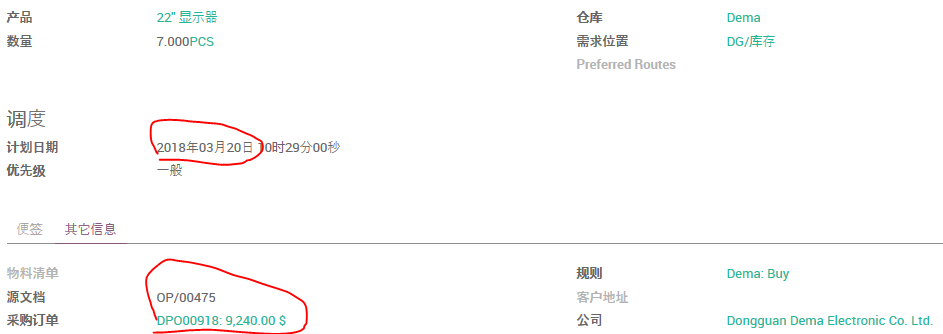 产品 22" 显示器 仓库 Dema
数量 7.000PCS 需求位置 DG/库存
Preferred Routes
调度
计划日期 2018年03月20日 10时29分00秒
优先级 一般
便签 其它信息
物料清单 规则 Dema: Buy
源文档 OP/00475 客户地址
采购订单 DPO00918: 9,240.00 $ 公司 Dongguan Dema Electronic Co. Ltd.